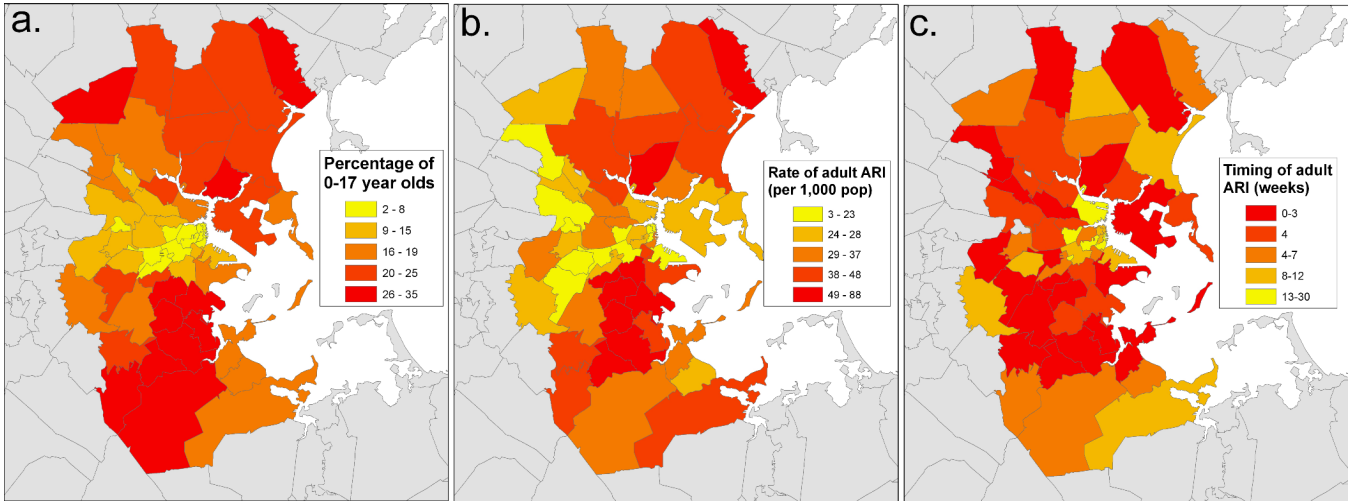 a.
Percentage of
0-17 year olds
2 - 8
9 - 15
16 - 19
20 - 25
26 - 35
b.
Rate of adult ARI
(per 1,000 pop)
3 - 23
24 - 28
29 - 37
38 - 48
49 - 88
c.
Timing of adult
ARI (weeks)
0-3
4
4-7
8-12
13-30